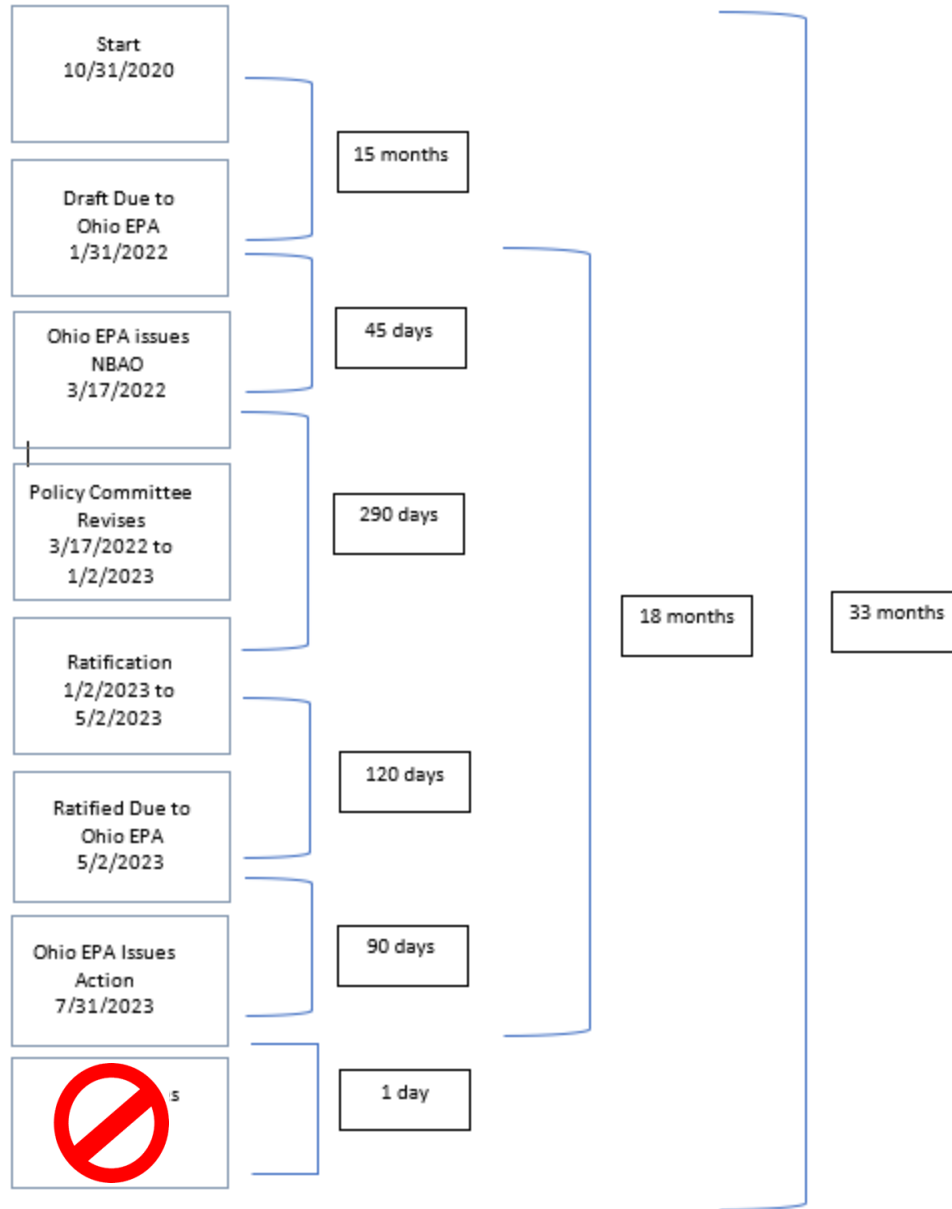 Start
10/31/2020
15 months
Draft Due to
Ohio EPA
1/31/2022
45 days
Ohio EPA issues
NBAO
3/17/2022
290 days
Policy Committee
Revises
3/17/2022 to
1/2/2023
18 months
33 months
Ratification
1/2/2023 to
5/2/2023
120 days
Ratified Due to
Ohio EPA
5/2/2023
90 days
Ohio EPA Issues
Action
7/31/2023
1 day